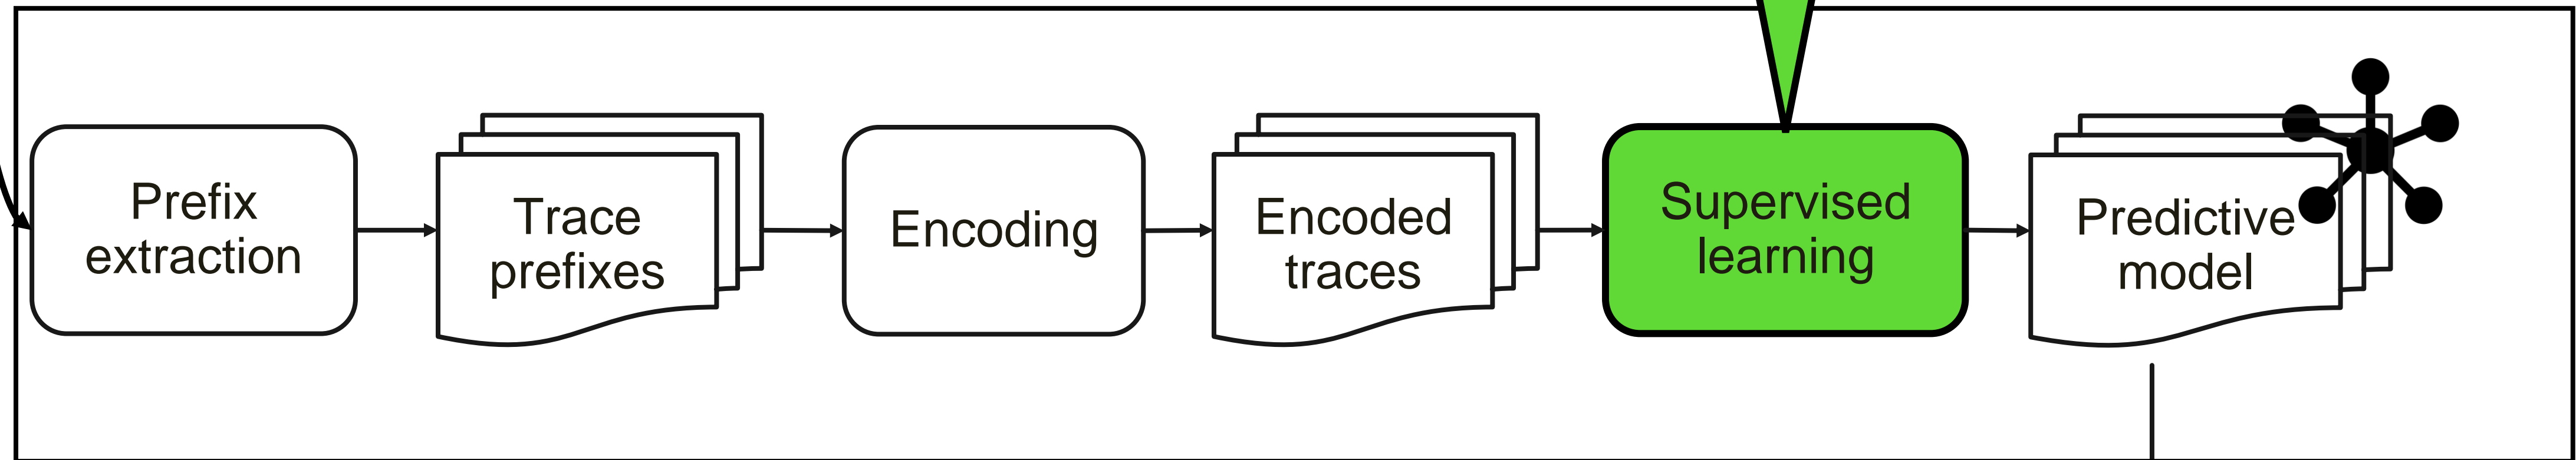 Prefix
extraction
Trace
prefixes
Encoding
Encoded
traces
Supervised
learning
Predictive
model